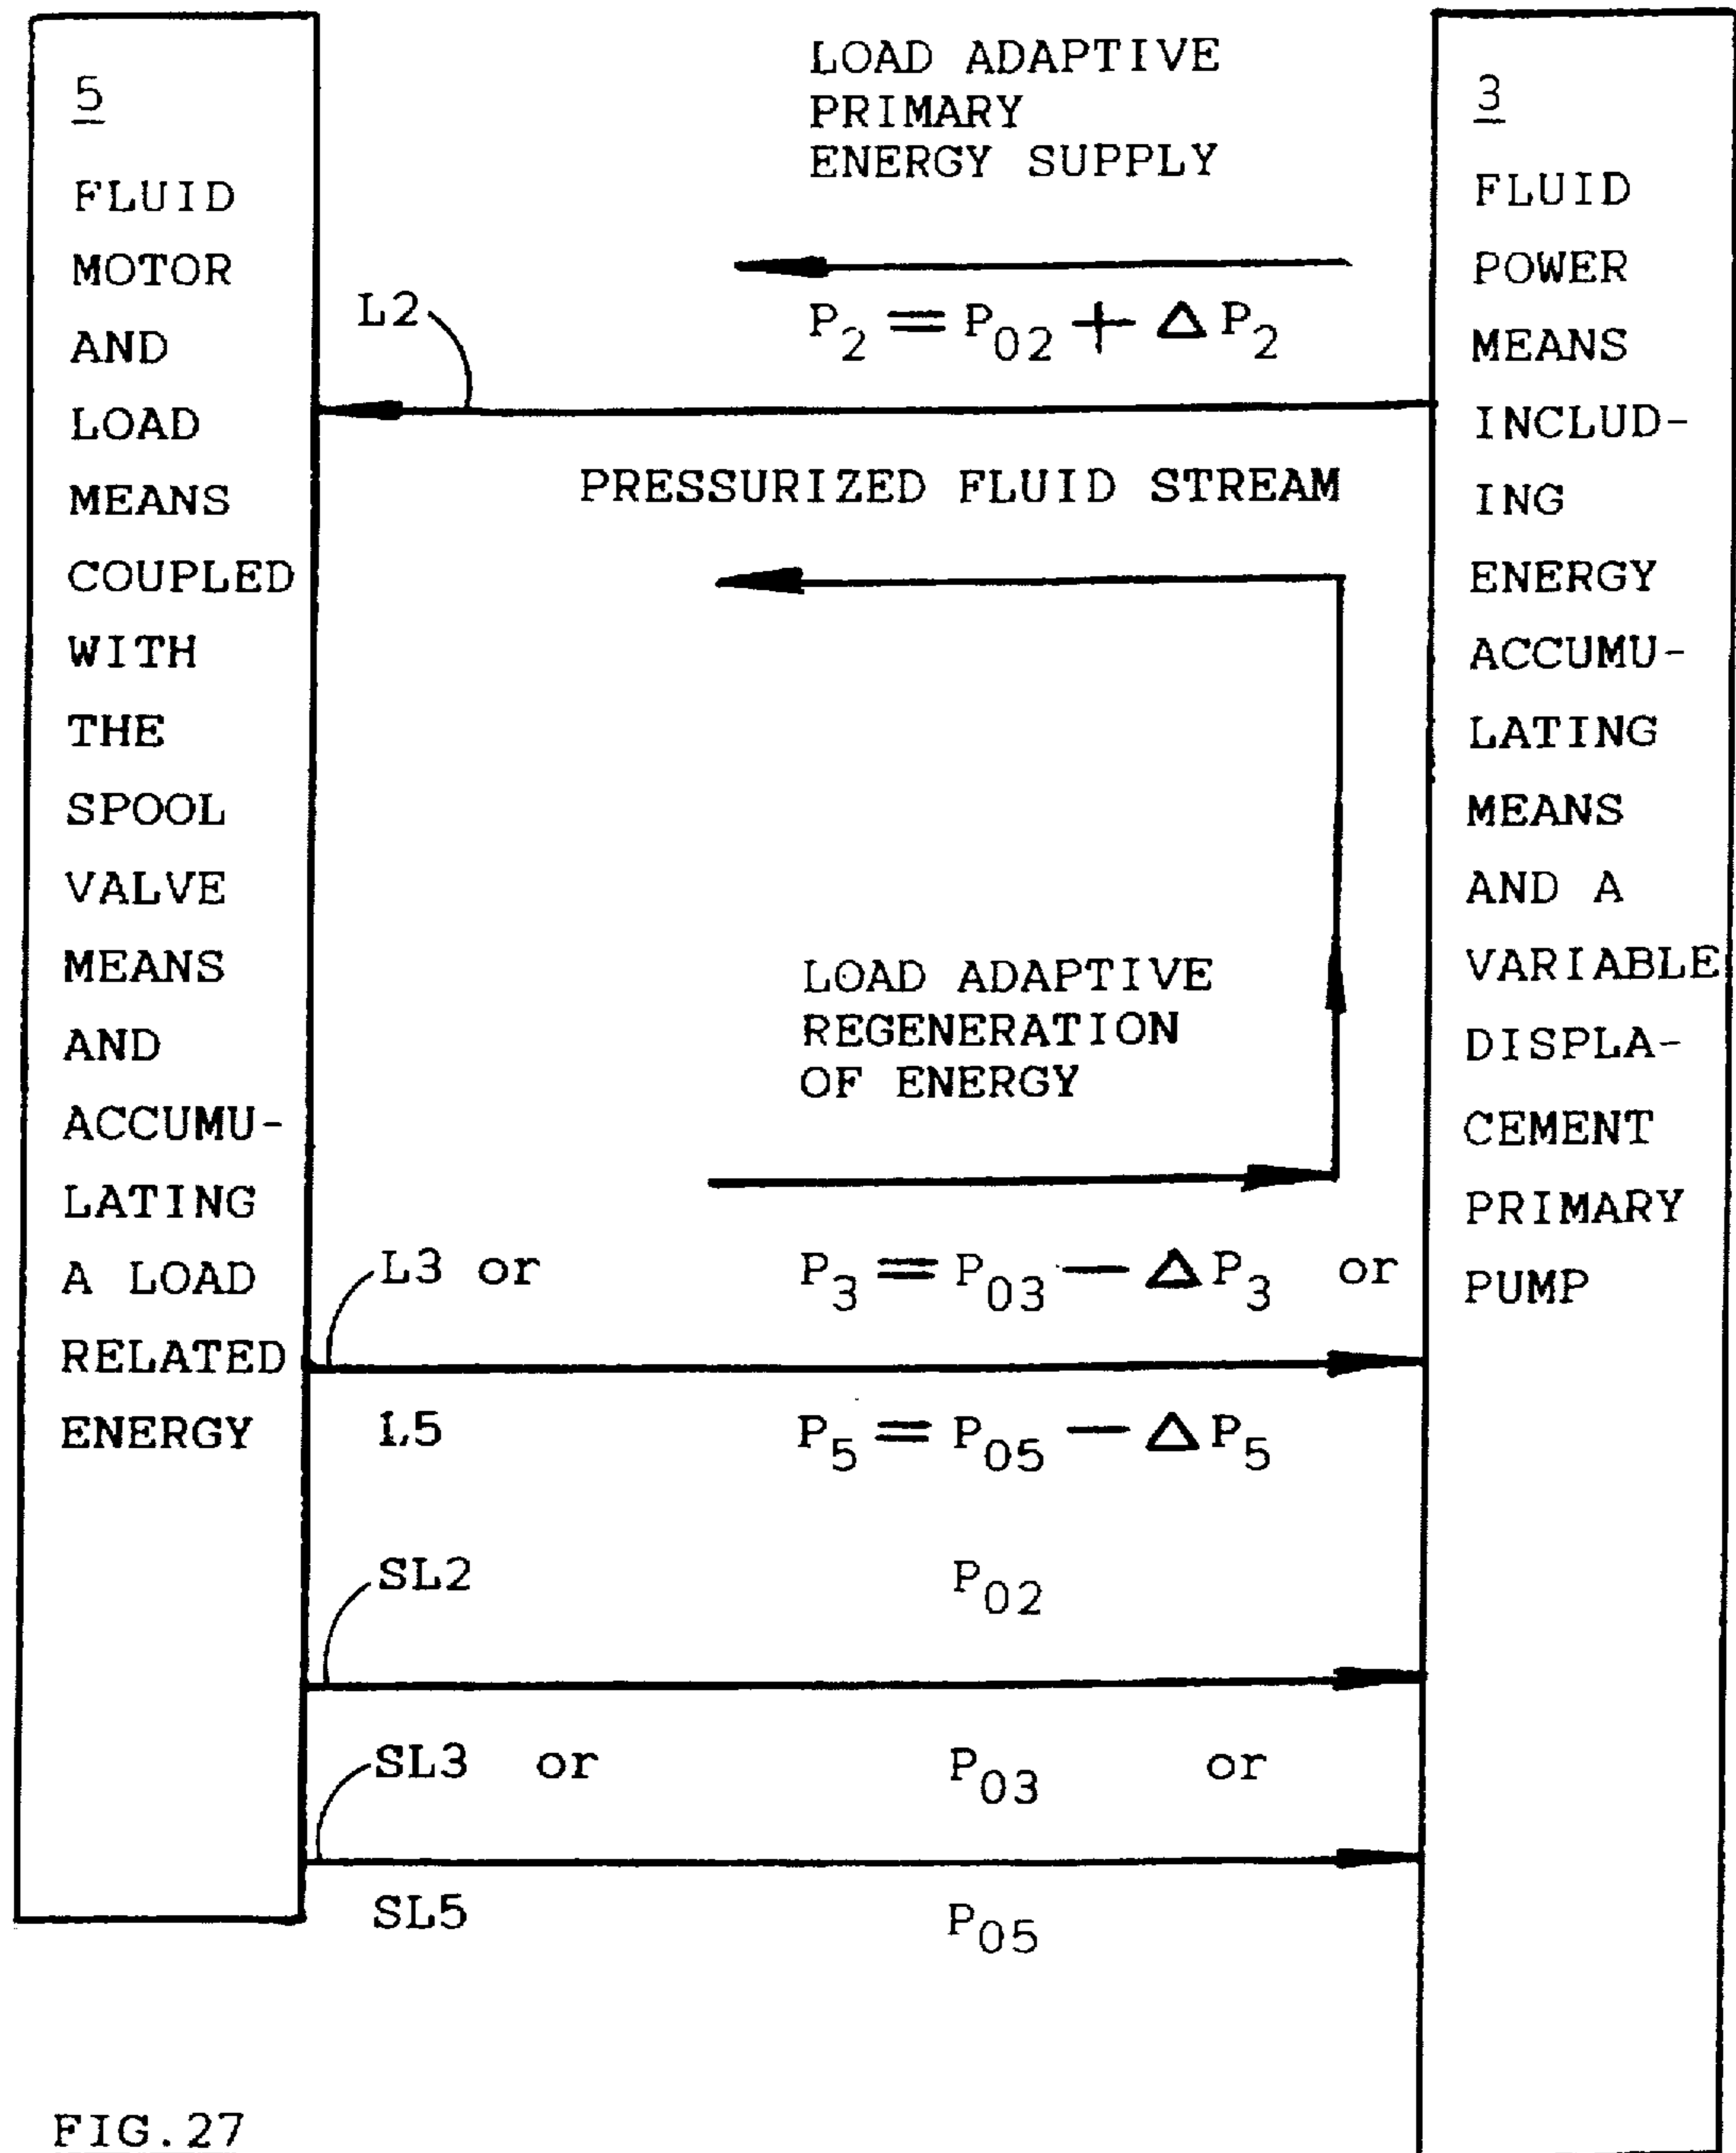 5
FLUID
MOTOR
AND
LOAD
MEANS
COUPLED
WITH
THE
SPOOL
VALVE
MEANS
AND
ACCUMU-
LATING
A LOAD
RELATED
ENERGY
LOAD ADAPTIVE
PRIMARY
ENERGY SUPPLY
P₂ = P₀₂ + Δ P₂
L2
PRESSURIZED FLUID STREAM
LOAD ADAPTIVE
REGENERATION
OF ENERGY
L3 or P₃ = P₀₃ − Δ P₃ or
L5 P₅ = P₀₅ − Δ P₅
SL2 P₀₂
SL3 or P₀₃ or
SL5 P₀₅
3
FLUID
POWER
MEANS
INCLUD-
ING
ENERGY
ACCUMU-
LATING
MEANS
AND A
VARIABLE
DISPLA-
CEMENT
PRIMARY
PUMP
FIG.27